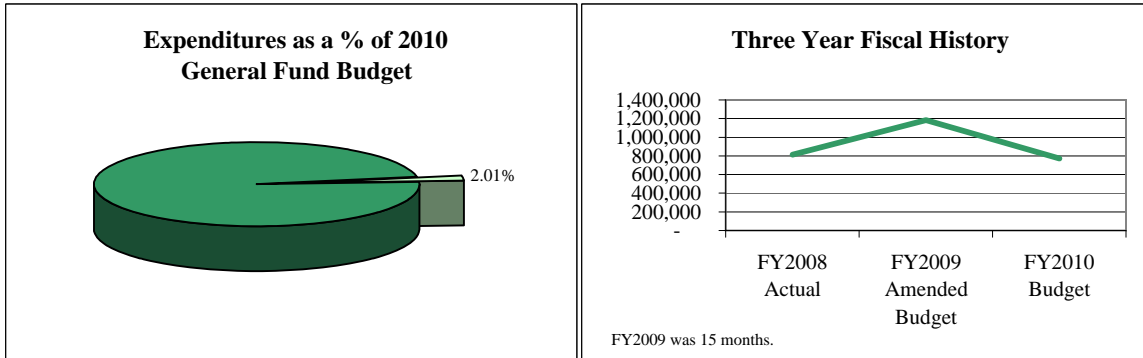 Expenditures as a % of 2010
General Fund Budget
2.01%
Three Year Fiscal History
1,400,000
1,200,000
1,000,000
800,000
600,000
400,000
200,000
-
FY2008
Actual
FY2009
Amended
Budget
FY2010
Budget
FY2009 was 15 months.